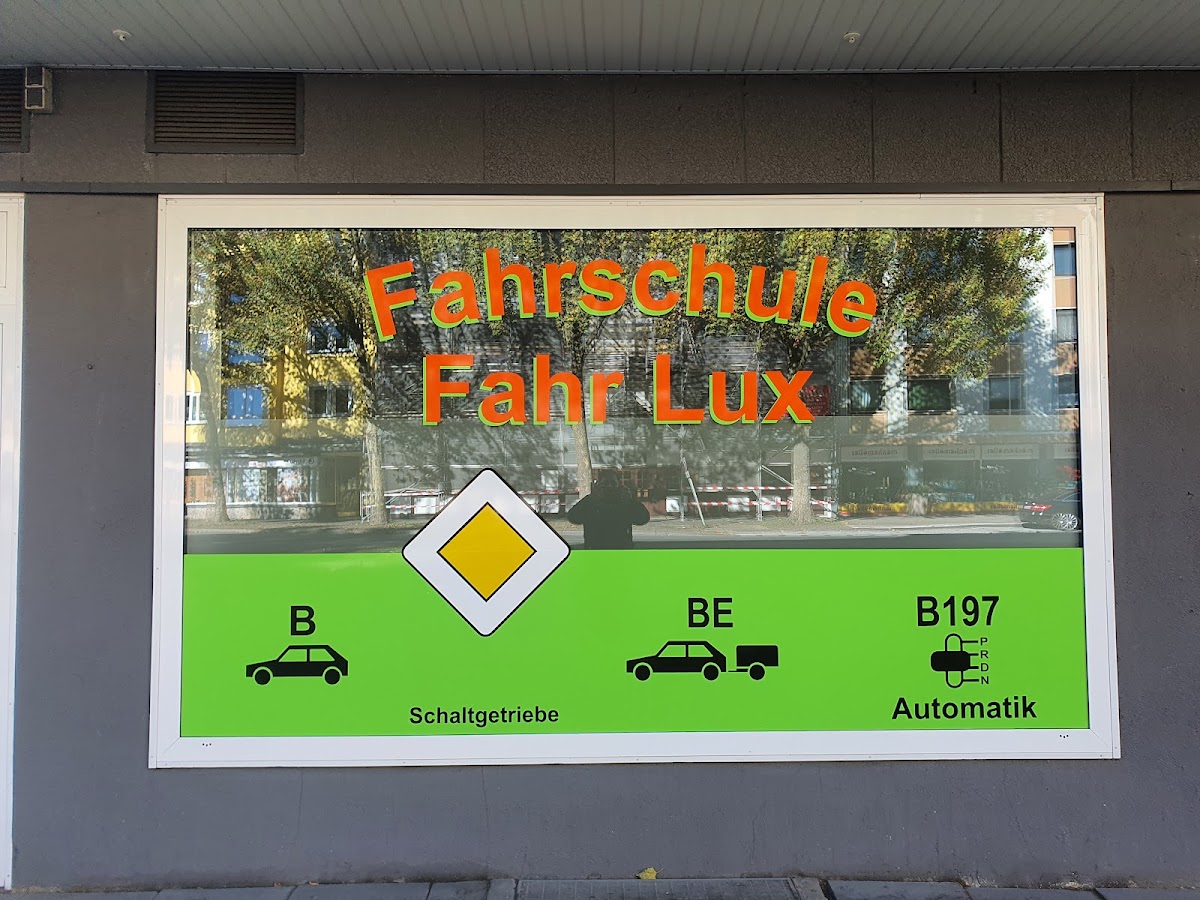 Fahrschule
Fahr Lux
B
BE
B197
P
R
D
N
Schaltgetriebe
Automatik